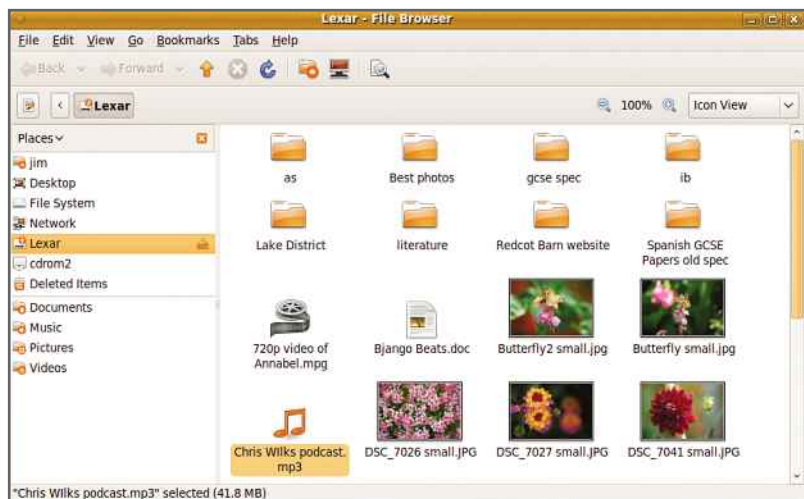 Lexar - File Browser
File Edit View Go Bookmarks Tabs Help
Back Forward
Lexar 100% Icon View
Places
jim
Desktop
File System
Network
Lexar
cdrom2
Deleted Items
Documents
Music
Pictures
Videos
as Best photos gcse spec ib
Lake District literature Redcot Barn website Spanish GCSE
Papers old spec
720p video of Bjango Beats.doc Butterfly2 small.jpg Butterfly small.jpg
Annabel.mpg
Chris WIlks podcast. DSC_7026 small.JPG DSC_7027 small.JPG DSC_7041 small.JPG
mp3
"Chris WIlks podcast.mp3" selected (41.8 MB)